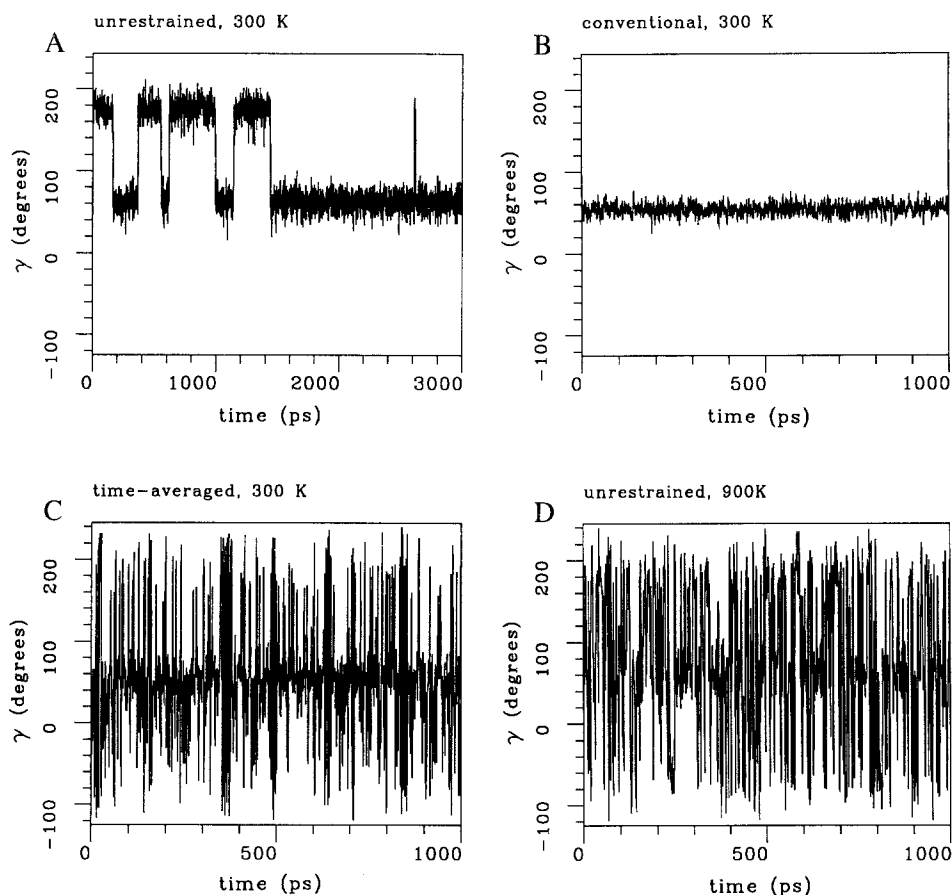 A
unrestrained, 300 K
γ (degrees)
200
100
0
-100
0
1000
2000
3000
time (ps)
B
conventional, 300 K
γ (degrees)
200
100
0
-100
0
500
1000
time (ps)
C
time-averaged, 300 K
γ (degrees)
200
100
0
-100
0
500
1000
time (ps)
D
unrestrained, 900K
γ (degrees)
200
100
0
-100
0
500
1000
time (ps)